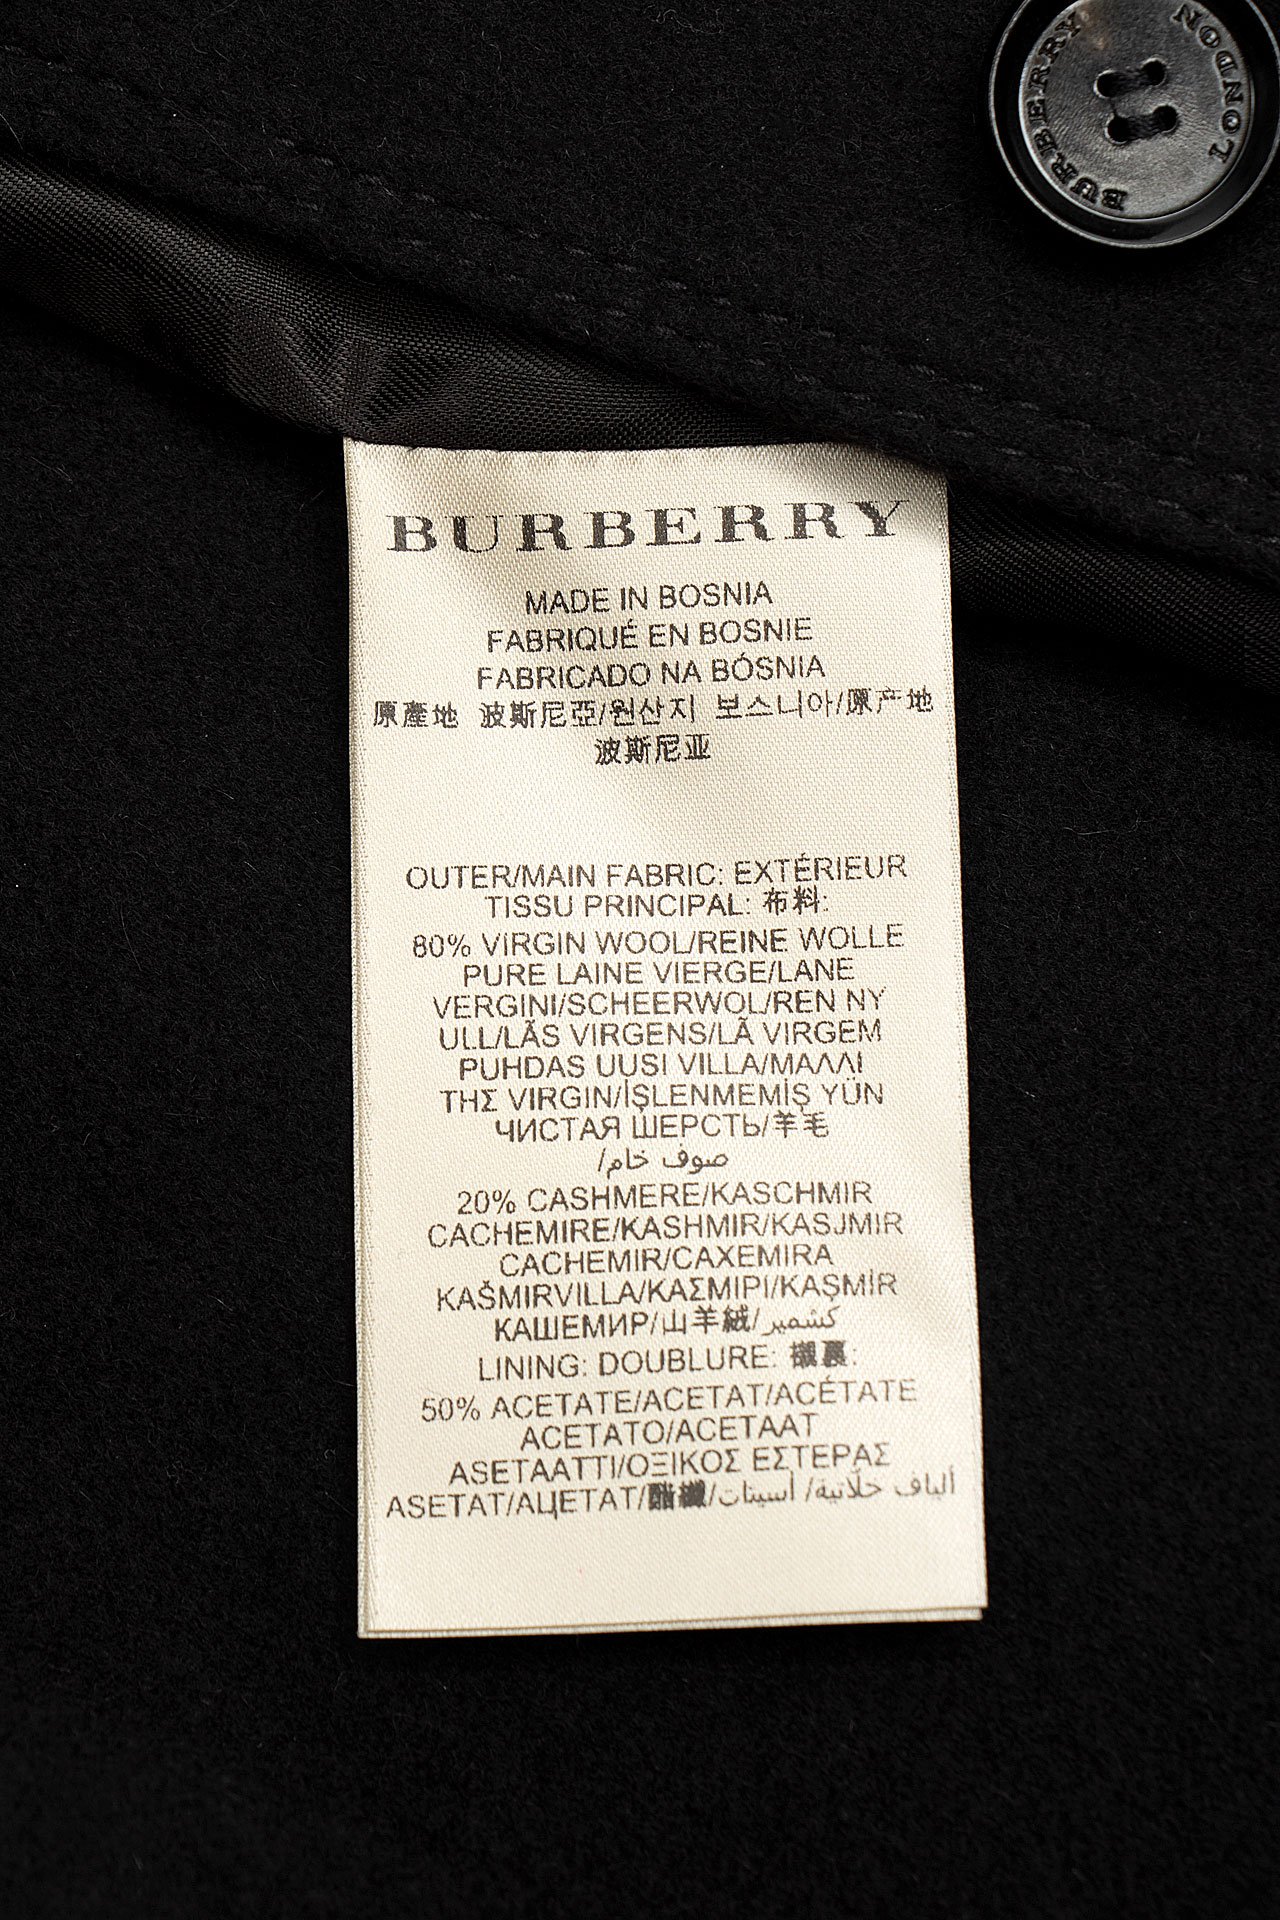 BURBERRY LONDON
BURBERRY
MADE IN BOSNIA
FABRIQUÉ EN BOSNIE
FABRICADO NA BÓSNIA
原產地 波斯尼亞/원산지 보스니아/原产地
波斯尼亚
OUTER/MAIN FABRIC: EXTÉRIEUR
TISSU PRINCIPAL: 布料:
80% VIRGIN WOOL/REINE WOLLE
PURE LAINE VIERGE/LANE
VERGINI/SCHEERWOL/REN NY
ULL/LÃS VIRGENS/LÃ VIRGEM
PUHDAS UUSI VILLA/ΜΑΛΛΙ
ΤΗΣ VIRGIN/İŞLENMEMİŞ YÜN
ЧИСТАЯ ШЕРСТЬ/羊毛
صوف خام/
20% CASHMERE/KASCHMIR
CACHEMIRE/KASHMIR/KASJMIR
CACHEMIR/CAXEMIRA
KAŠMIRVILLA/ΚΑΣΜΙΡΙ/KAŞMİR
КАШЕМИР/山羊絨/كشمير
LINING: DOUBLURE: 襯裏:
50% ACETATE/ACETAT/ACÉTATE
ACETATO/ACETAAT
ASETAATTI/ΟΞΙΚΟΣ ΕΣΤΕΡΑΣ
ASETAT/АЦЕТАТ/醋纖/ألياف خلّانية/ أسيتات